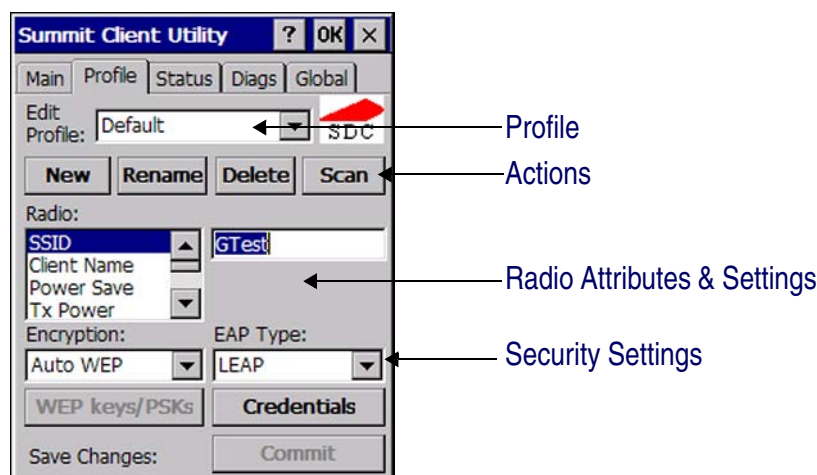 Summit Client Utility ? OK ×
Main Profile Status Diags Global
Edit Profile: Default
SDC
Profile
New Rename Delete Scan
Actions
Radio:
SSID
Client Name
Power Save
Tx Power
GTest
Radio Attributes & Settings
Encryption: EAP Type:
Auto WEP LEAP
Security Settings
WEP keys/PSKs Credentials
Save Changes: Commit